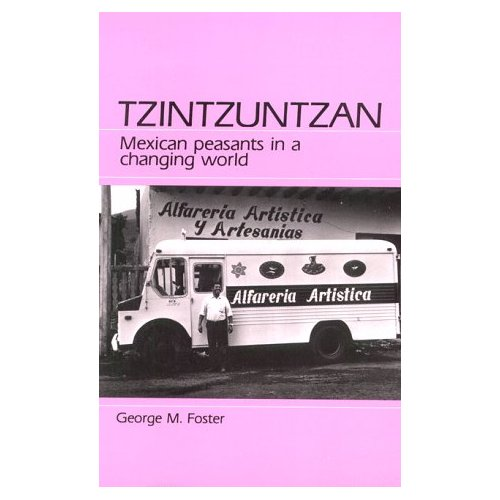 TZINTZUNTZAN
Mexican peasants in a
changing world
Alfareria Artistica
y Artesanias
Alfareria Artistica
George M. Foster